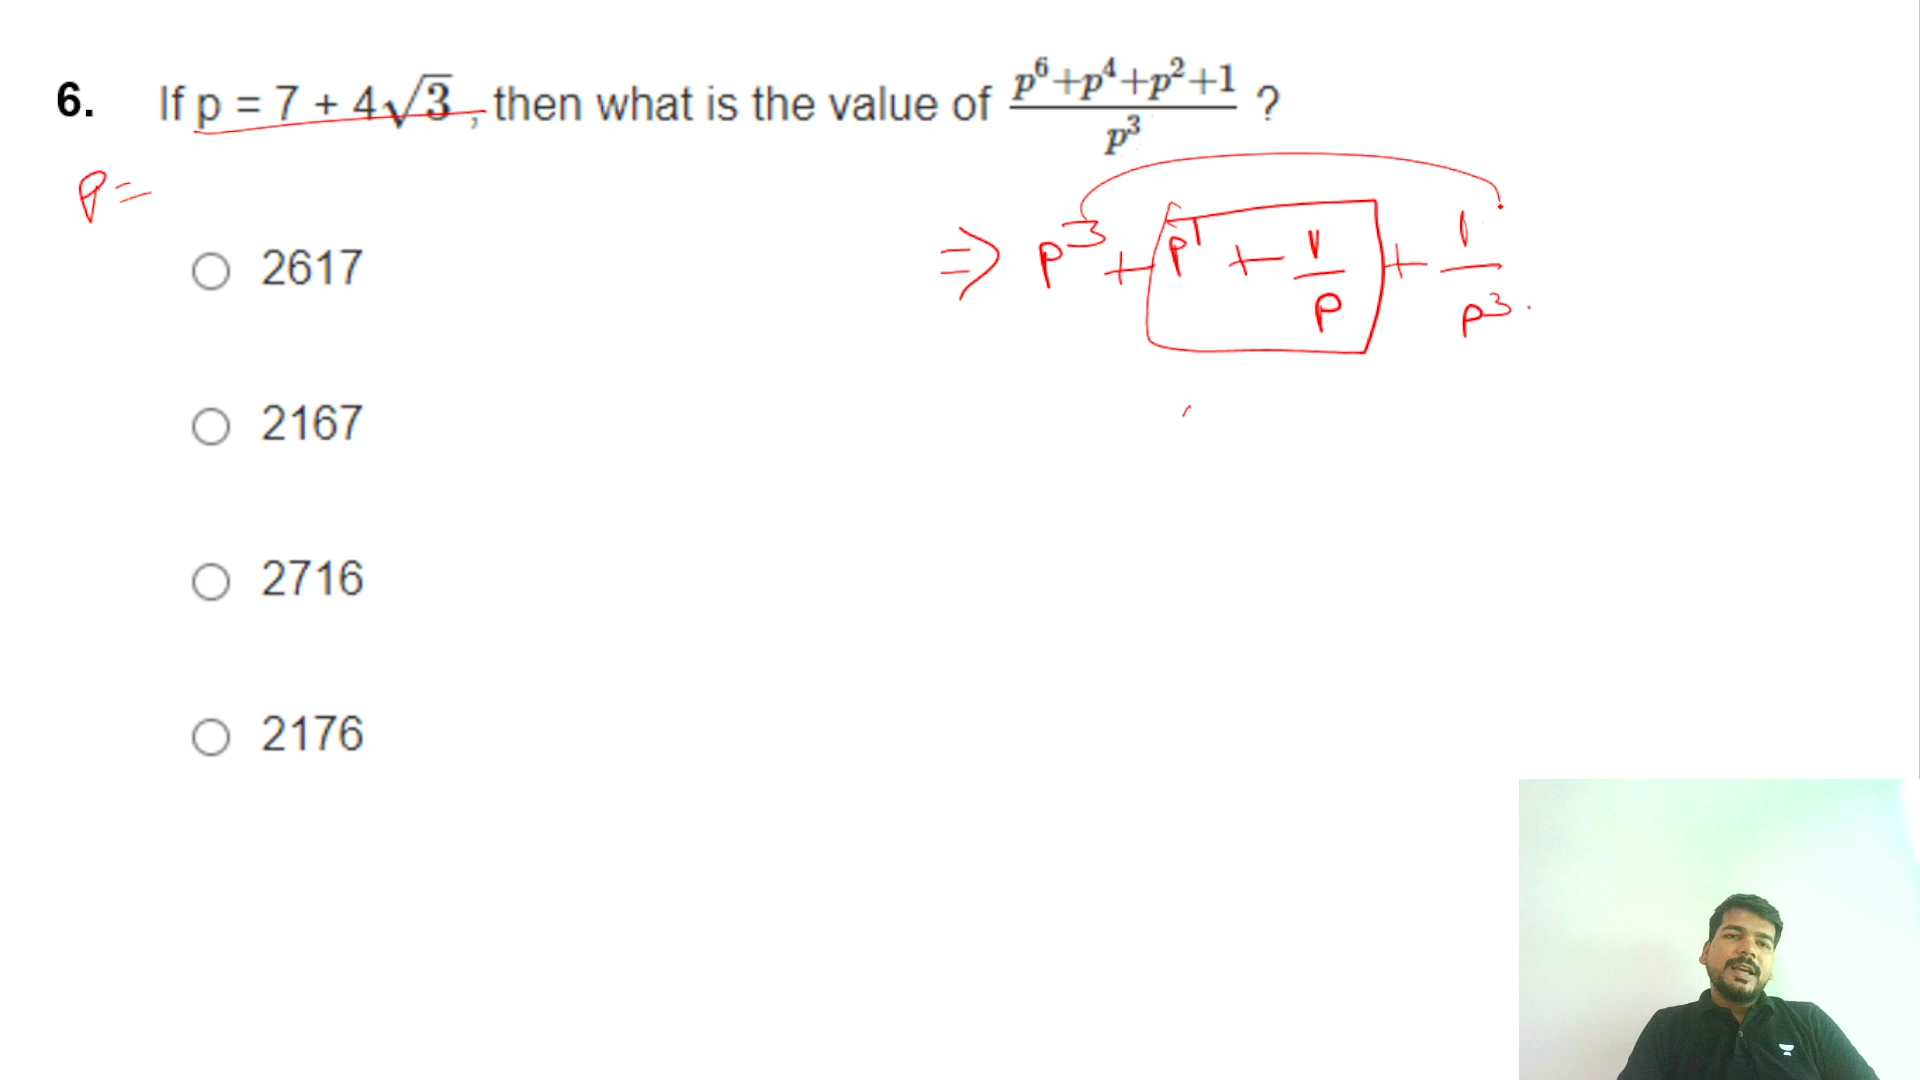 6. If p = 7 + 4√3, then what is the value of (p⁶+p⁴+p²+1)/p³ ?
P =
⇒ p³ + p¹ + 1/p + 1/p³.
2617
2167
2716
2176